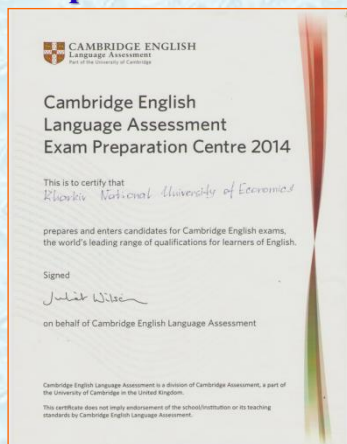 CAMBRIDGE ENGLISH
Language Assessment
Part of the University of Cambridge
Cambridge English
Language Assessment
Exam Preparation Centre 2014
This is to certify that
Kharkiv National University of Economics
prepares and enters candidates for Cambridge English exams,
the world's leading range of qualifications for learners of English.
Signed
Juliet Wilson
on behalf of Cambridge English Language Assessment
Cambridge English Language Assessment is a division of Cambridge Assessment, a part of
the University of Cambridge in the United Kingdom.
This certificate does not imply endorsement of the school/institution or its teaching
standards by Cambridge English Language Assessment.